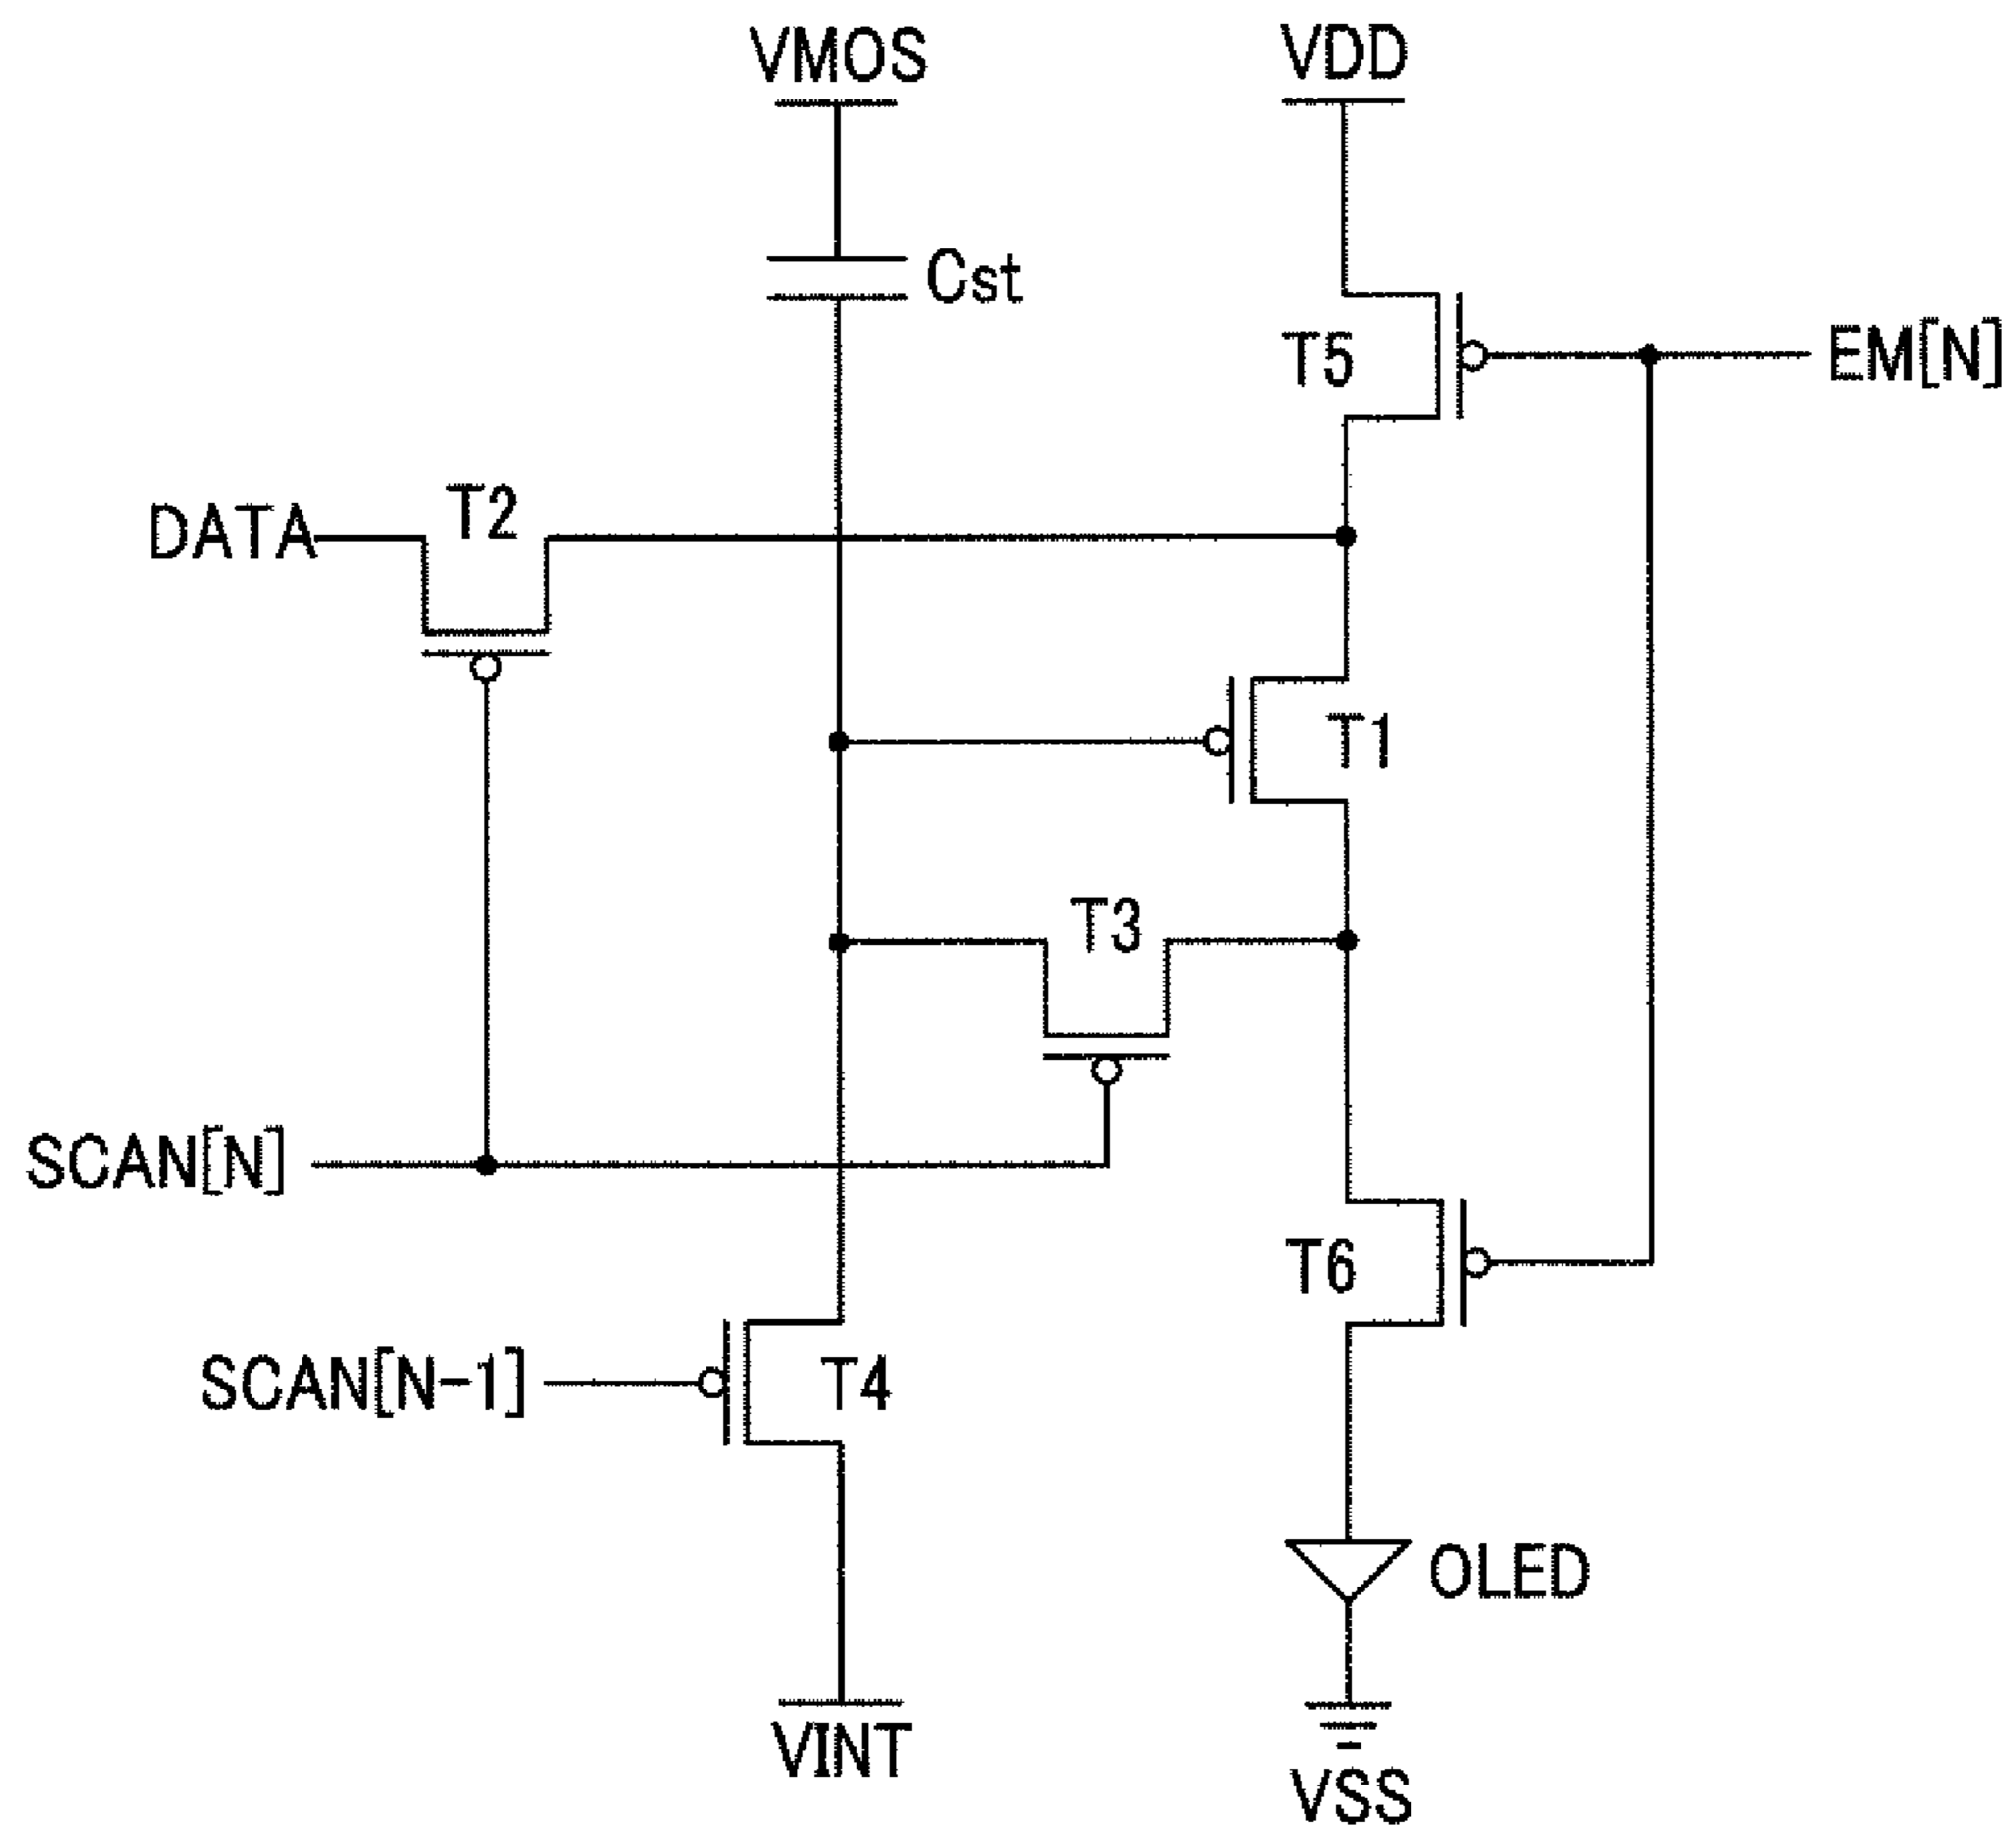 VMOS
VDD
Cst
T5
EM[N]
DATA
T2
T1
T3
SCAN[N]
T6
SCAN[N-1]
T4
OLED
VINT
VSS